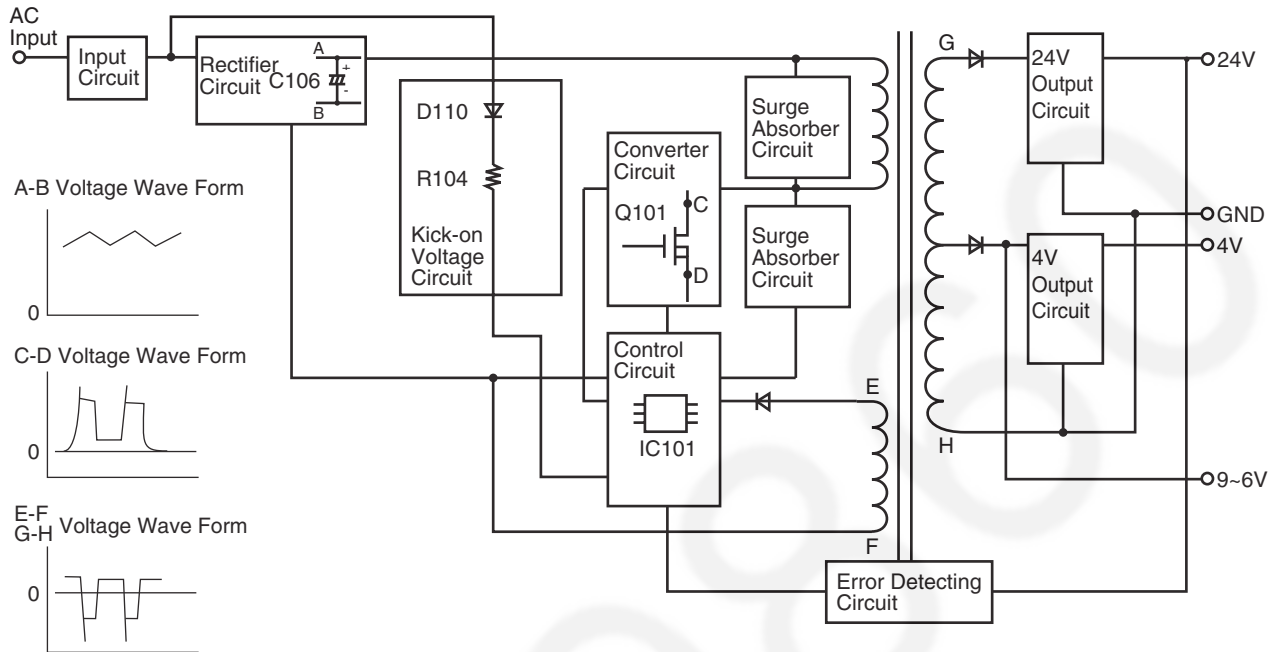 AC
Input
Input
Circuit
Rectifier
Circuit
C106
A
+
-
B
D110
R104
Kick-on
Voltage
Circuit
Converter
Circuit
Q101
C
D
Surge
Absorber
Circuit
Surge
Absorber
Circuit
Control
Circuit
IC101
E
F
G
H
24V
Output
Circuit
24V
GND
4V
Output
Circuit
4V
9~6V
Error Detecting
Circuit
A-B Voltage Wave Form
0
C-D Voltage Wave Form
0
E-F
G-H Voltage Wave Form
0